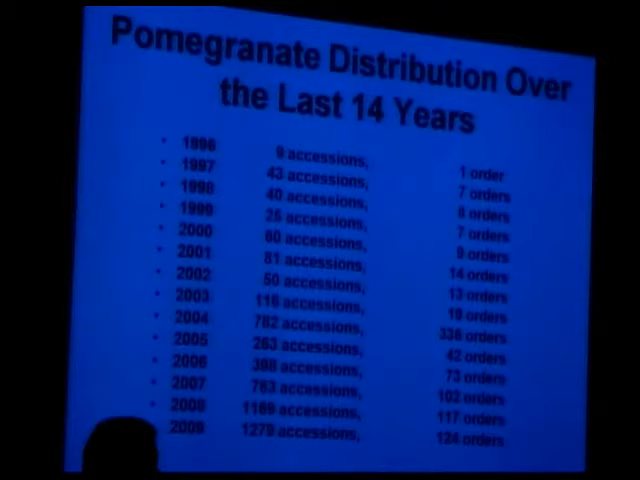 Pomegranate Distribution Over
the Last 14 Years
• 1996 9 accessions, 1 order
• 1997 43 accessions, 7 orders
• 1998 40 accessions, 8 orders
• 1999 25 accessions, 7 orders
• 2000 60 accessions, 9 orders
• 2001 81 accessions, 14 orders
• 2002 50 accessions, 13 orders
• 2003 116 accessions, 19 orders
• 2004 782 accessions, 336 orders
• 2005 263 accessions, 42 orders
• 2006 398 accessions, 73 orders
• 2007 763 accessions, 102 orders
• 2008 1189 accessions, 117 orders
2009 1279 accessions, 124 orders